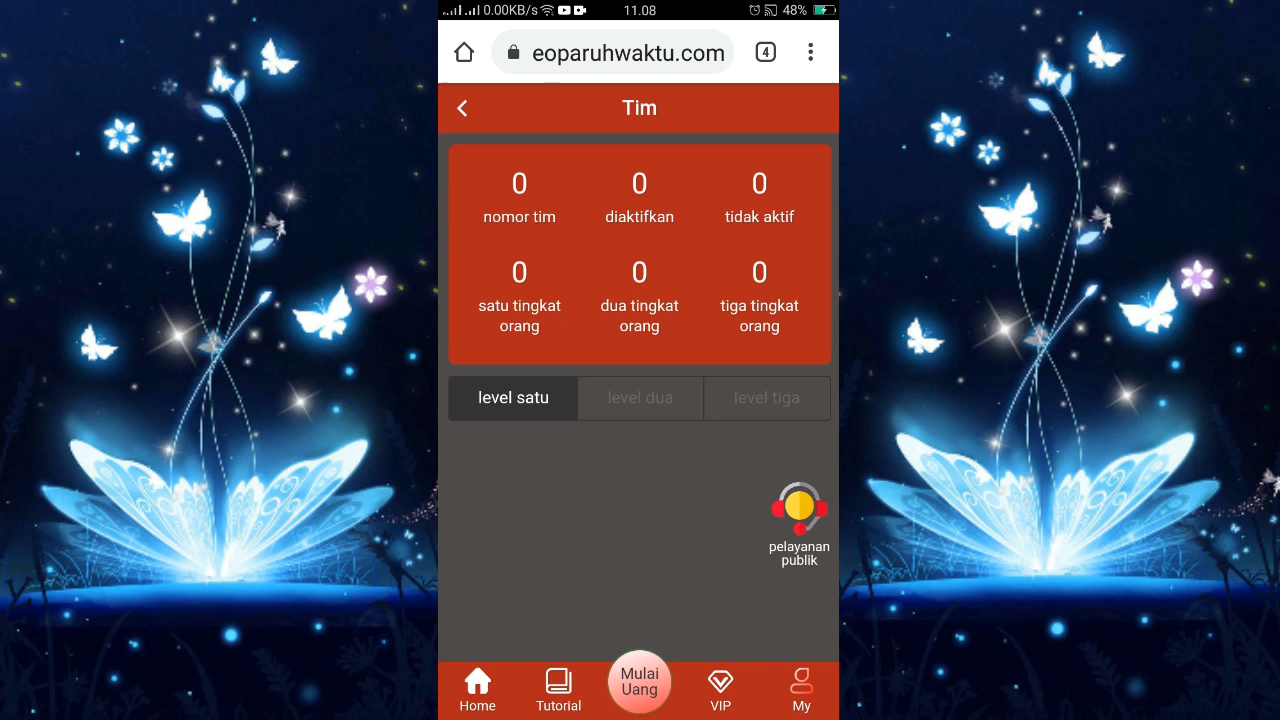 0.00KB/s 11.08 48%
eoparuhwaktu.com 4
Tim
0 0 0
nomor tim diaktifkan tidak aktif
0 0 0
satu tingkat dua tingkat tiga tingkat
orang orang orang
level satu level dua level tiga
pelayanan
publik
Mulai
Uang
Home Tutorial VIP My